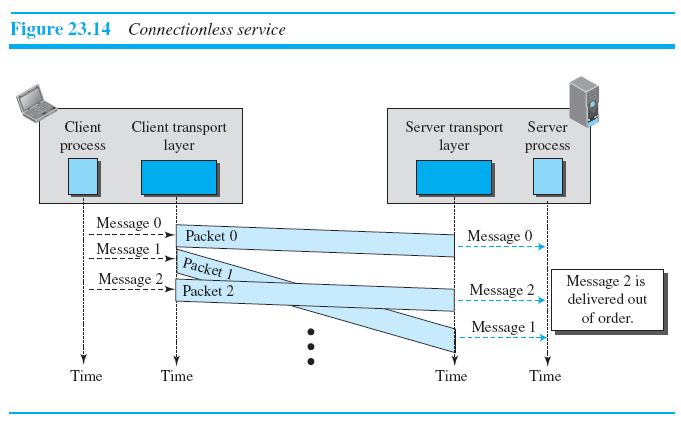 Figure 23.14 Connectionless service
Client process
Client transport layer
Server transport layer
Server process
Message 0
Message 1
Message 2
Packet 0
Packet 1
Packet 2
Message 0
Message 2
Message 1
Message 2 is
delivered out
of order.
Time
Time
Time
Time